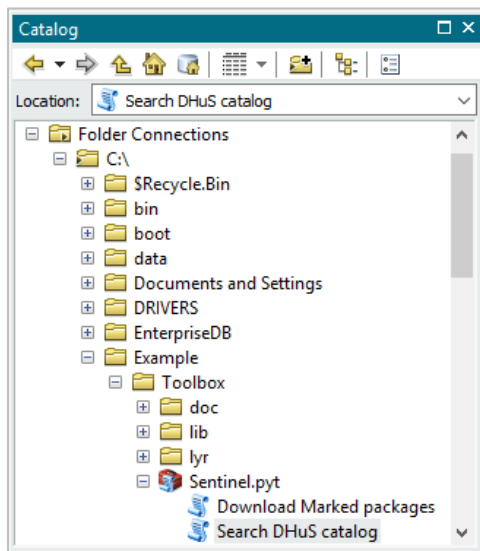 Catalog
Location: Search DHuS catalog
Folder Connections
C:\
$Recycle.Bin
bin
boot
data
Documents and Settings
DRIVERS
EnterpriseDB
Example
Toolbox
doc
lib
lyr
Sentinel.pyt
Download Marked packages
Search DHuS catalog